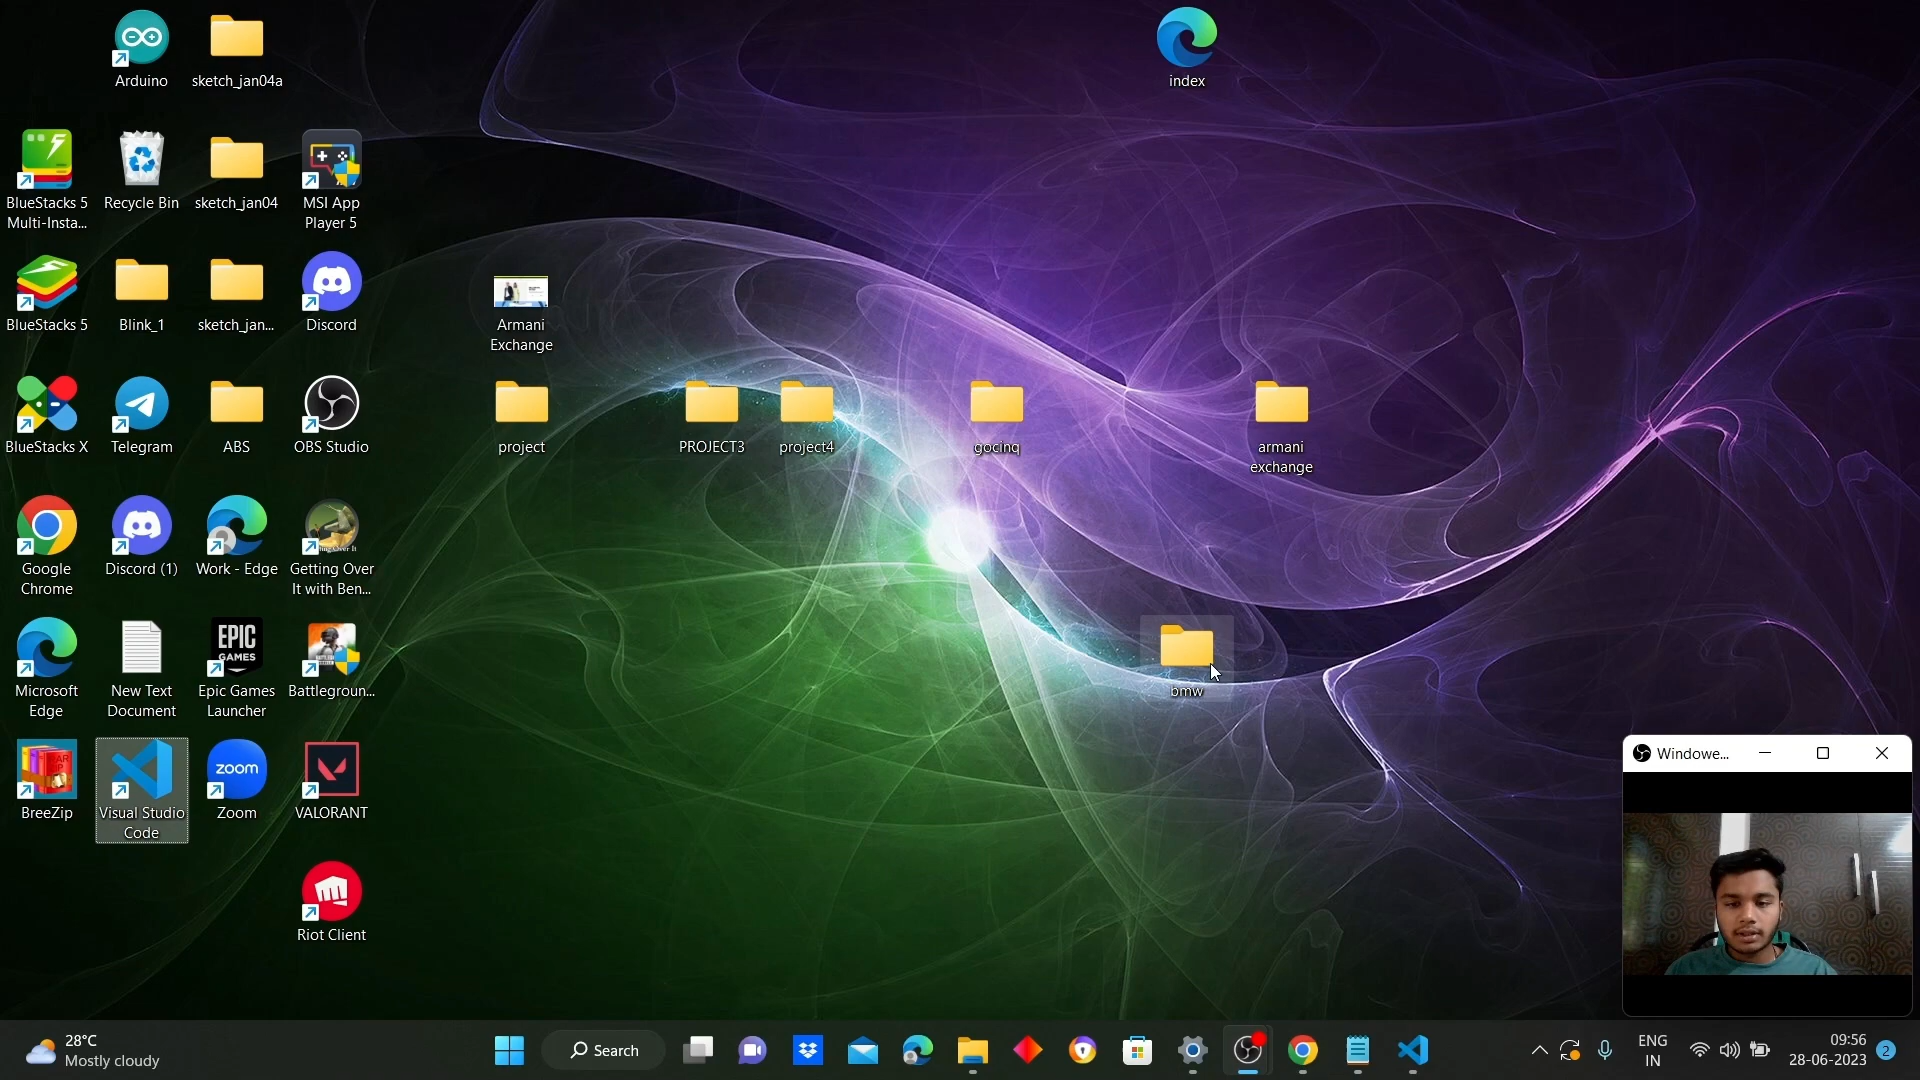 Arduino
sketch_jan04a
index
BlueStacks 5
Multi-Insta...
Recycle Bin
sketch_jan04
MSI App
Player 5
BlueStacks 5
Blink_1
sketch_jan...
Discord
Armani
Exchange
BlueStacks X
Telegram
ABS
OBS Studio
project
PROJECT3
project4
gocinq
armani
exchange
Google
Chrome
Discord (1)
Work - Edge
Getting Over
It with Ben...
Microsoft
Edge
New Text
Document
EPIC
GAMES
Epic Games
Launcher
Battlegroun...
bmw
BreeZip
Visual Studio
Code
zoom
Zoom
VALORANT
Windowe...
Riot Client
28°C
Mostly cloudy
Search
ENG
IN
09:56
28-06-2023
2